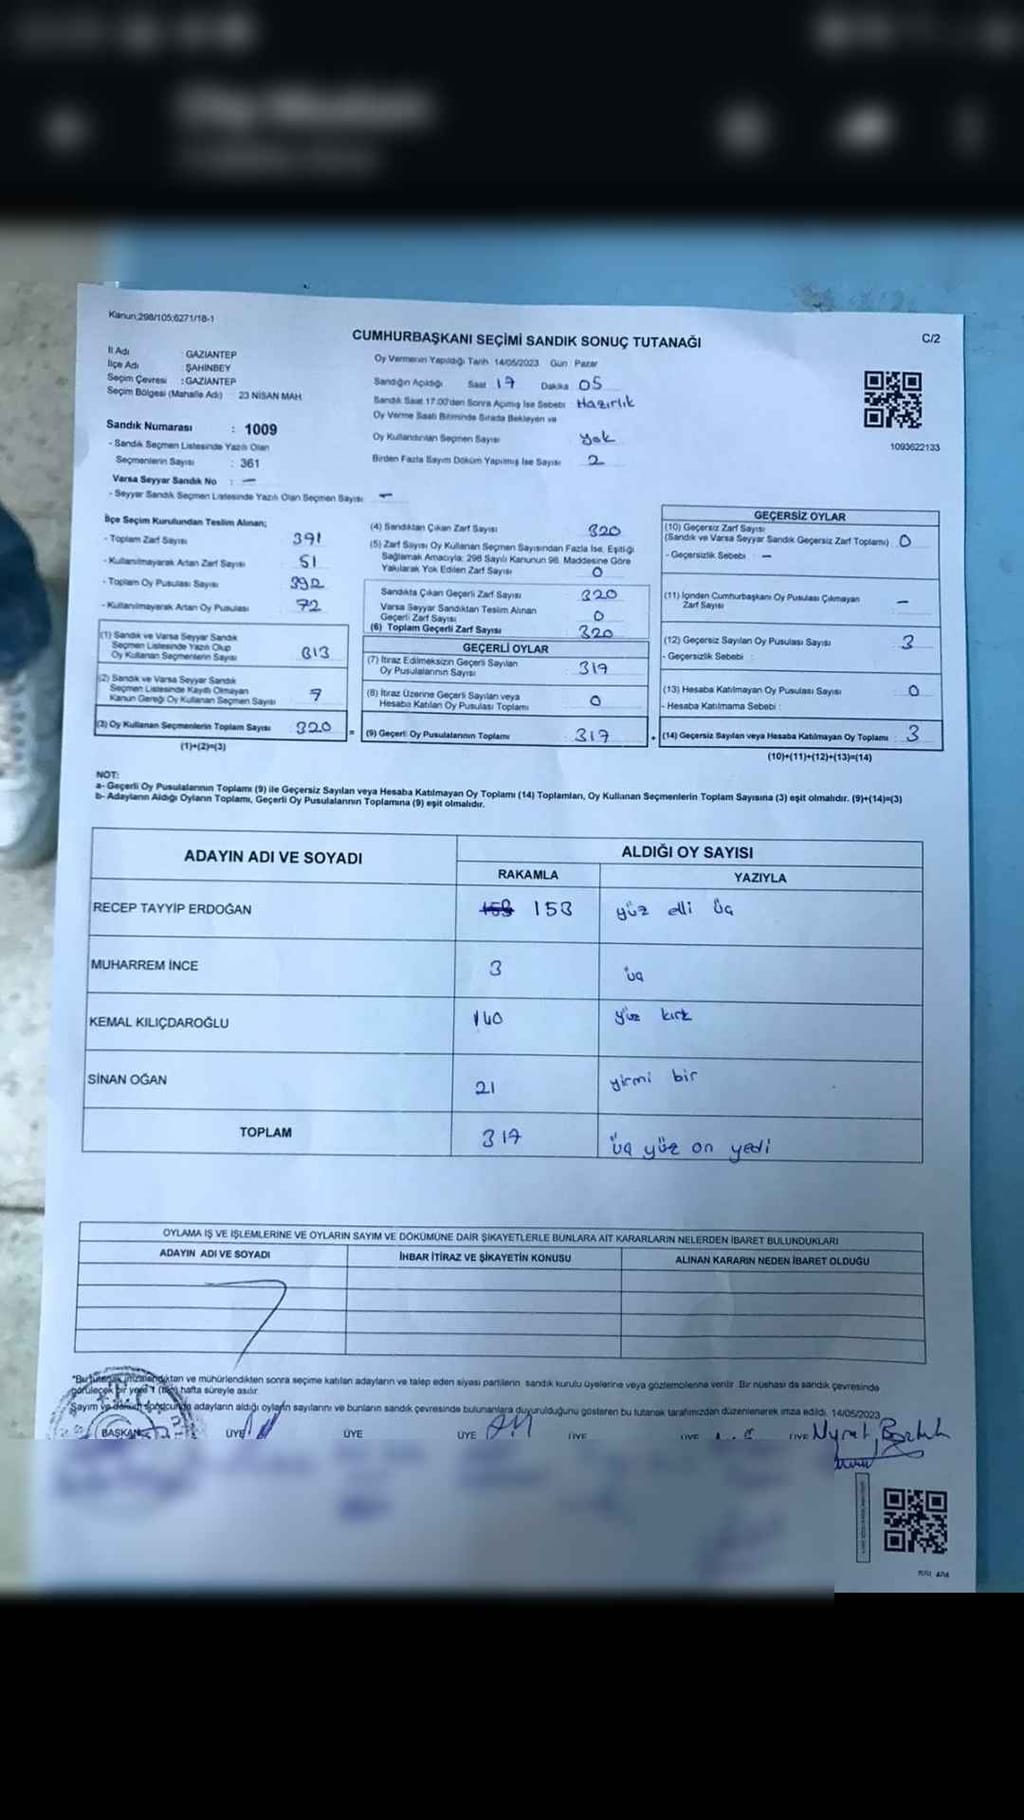 Kanun:298/105;6271/18-1
CUMHURBAŞKANI SEÇİMİ SANDIK SONUÇ TUTANAĞI
C/2
İl Adı : GAZİANTEP
İlçe Adı : ŞAHİNBEY
Seçim Çevresi : GAZİANTEP
Seçim Bölgesi (Mahalle Adı) 23 NİSAN MAH.
Oy Vermenin Yapıldığı Tarih 14/05/2023 Gün : Pazar
Sandığın Açıldığı Saat 17 Dakika 05
Sandık Saat 17:00'den Sonra Açılmış İse Sebebi Hazırlık
Oy Verme Saati Bitiminde Sırada Bekleyen ve
Oy Kullandırılan Seçmen Sayısı yok
Birden Fazla Sayım Döküm Yapılmış İse Sayısı 2
1093622133
Sandık Numarası : 1009
- Sandık Seçmen Listesinde Yazılı Olan
Seçmenlerin Sayısı : 361
Varsa Seyyar Sandık No : —
- Seyyar Sandık Seçmen Listesinde Yazılı Olan Seçmen Sayısı —
İlçe Seçim Kurulundan Teslim Alınan;
- Toplam Zarf Sayısı 391
- Kullanılmayarak Artan Zarf Sayısı 51
- Toplam Oy Pusulası Sayısı 392
- Kullanılmayarak Artan Oy Pusulası 72
(1) Sandık ve Varsa Seyyar Sandık
Seçmen Listesinde Yazılı Olup
Oy Kullanan Seçmenlerin Sayısı 313
(2) Sandık ve Varsa Seyyar Sandık
Seçmen Listesinde Kayıtlı Olmayan
Kanun Gereği Oy Kullanan Seçmen Sayısı 7
(3) Oy Kullanan Seçmenlerin Toplam Sayısı 320
(1)+(2)=(3)
(4) Sandıktan Çıkan Zarf Sayısı 320
(5) Zarf Sayısı Oy Kullanan Seçmen Sayısından Fazla İse, Eşitliği
Sağlamak Amacıyla; 298 Sayılı Kanunun 98. Maddesine Göre
Yakılarak Yok Edilen Zarf Sayısı 0
Sandıkta Çıkan Geçerli Zarf Sayısı 320
Varsa Seyyar Sandıktan Teslim Alınan
Geçerli Zarf Sayısı 0
(6) Toplam Geçerli Zarf Sayısı 320
GEÇERLİ OYLAR
(7) İtiraz Edilmeksizin Geçerli Sayılan
Oy Pusulalarının Sayısı 317
(8) İtiraz Üzerine Geçerli Sayılan veya
Hesaba Katılan Oy Pusulası Toplamı 0
= (9) Geçerli Oy Pusulalarının Toplamı 317
GEÇERSİZ OYLAR
(10) Geçersiz Zarf Sayısı
(Sandık ve Varsa Seyyar Sandık Geçersiz Zarf Toplamı) 0
- Geçersizlik Sebebi : —
(11) İçinden Cumhurbaşkanı Oy Pusulası Çıkmayan
Zarf Sayısı —
(12) Geçersiz Sayılan Oy Pusulası Sayısı 3
- Geçersizlik Sebebi :
(13) Hesaba Katılmayan Oy Pusulası Sayısı 0
- Hesaba Katılmama Sebebi :
+ (14) Geçersiz Sayılan veya Hesaba Katılmayan Oy Toplamı 3
(10)+(11)+(12)+(13)=(14)
NOT:
a- Geçerli Oy Pusulalarının Toplamı (9) ile Geçersiz Sayılan veya Hesaba Katılmayan Oy Toplamı (14) Toplamları, Oy Kullanan Seçmenlerin Toplam Sayısına (3) eşit olmalıdır. (9)+(14)=(3)
b- Adayların Aldığı Oyların Toplamı, Geçerli Oy Pusulalarının Toplamına (9) eşit olmalıdır.
ADAYIN ADI VE SOYADI
ALDIĞI OY SAYISI
RAKAMLA YAZIYLA
RECEP TAYYİP ERDOĞAN 153 yüz elli üç
MUHARREM İNCE 3 üç
KEMAL KILIÇDAROĞLU 140 yüz kırk
SİNAN OĞAN 21 yirmi bir
TOPLAM 317 üç yüz on yedi
OYLAMA İŞ VE İŞLEMLERİNE VE OYLARIN SAYIM VE DÖKÜMÜNE DAİR ŞİKAYETLERLE BUNLARA AİT KARARLARIN NELERDEN İBARET BULUNDUKLARI
ADAYIN ADI VE SOYADI İHBAR İTİRAZ VE ŞİKAYETİN KONUSU ALINAN KARARIN NEDEN İBARET OLDUĞU
*Bu tutanak imzalandıktan ve mühürlendikten sonra seçime katılan adayların ve talep eden siyasi partilerin sandık kurulu üyelerine veya gözlemcilerine verilir. Bir nüshası da sandık çevresinde
görülecek bir yere 1 (bir) hafta süreyle asılır.
Sayım ve döküm sonucunda adayların aldığı oyların sayılarını ve bunların sandık çevresinde bulunanlara duyurulduğunu gösteren bu tutanak tarafımızdan düzenlenerek imza edildi. 14/05/2023
BAŞKAN ÜYE ÜYE ÜYE ÜYE ÜYE ÜYE